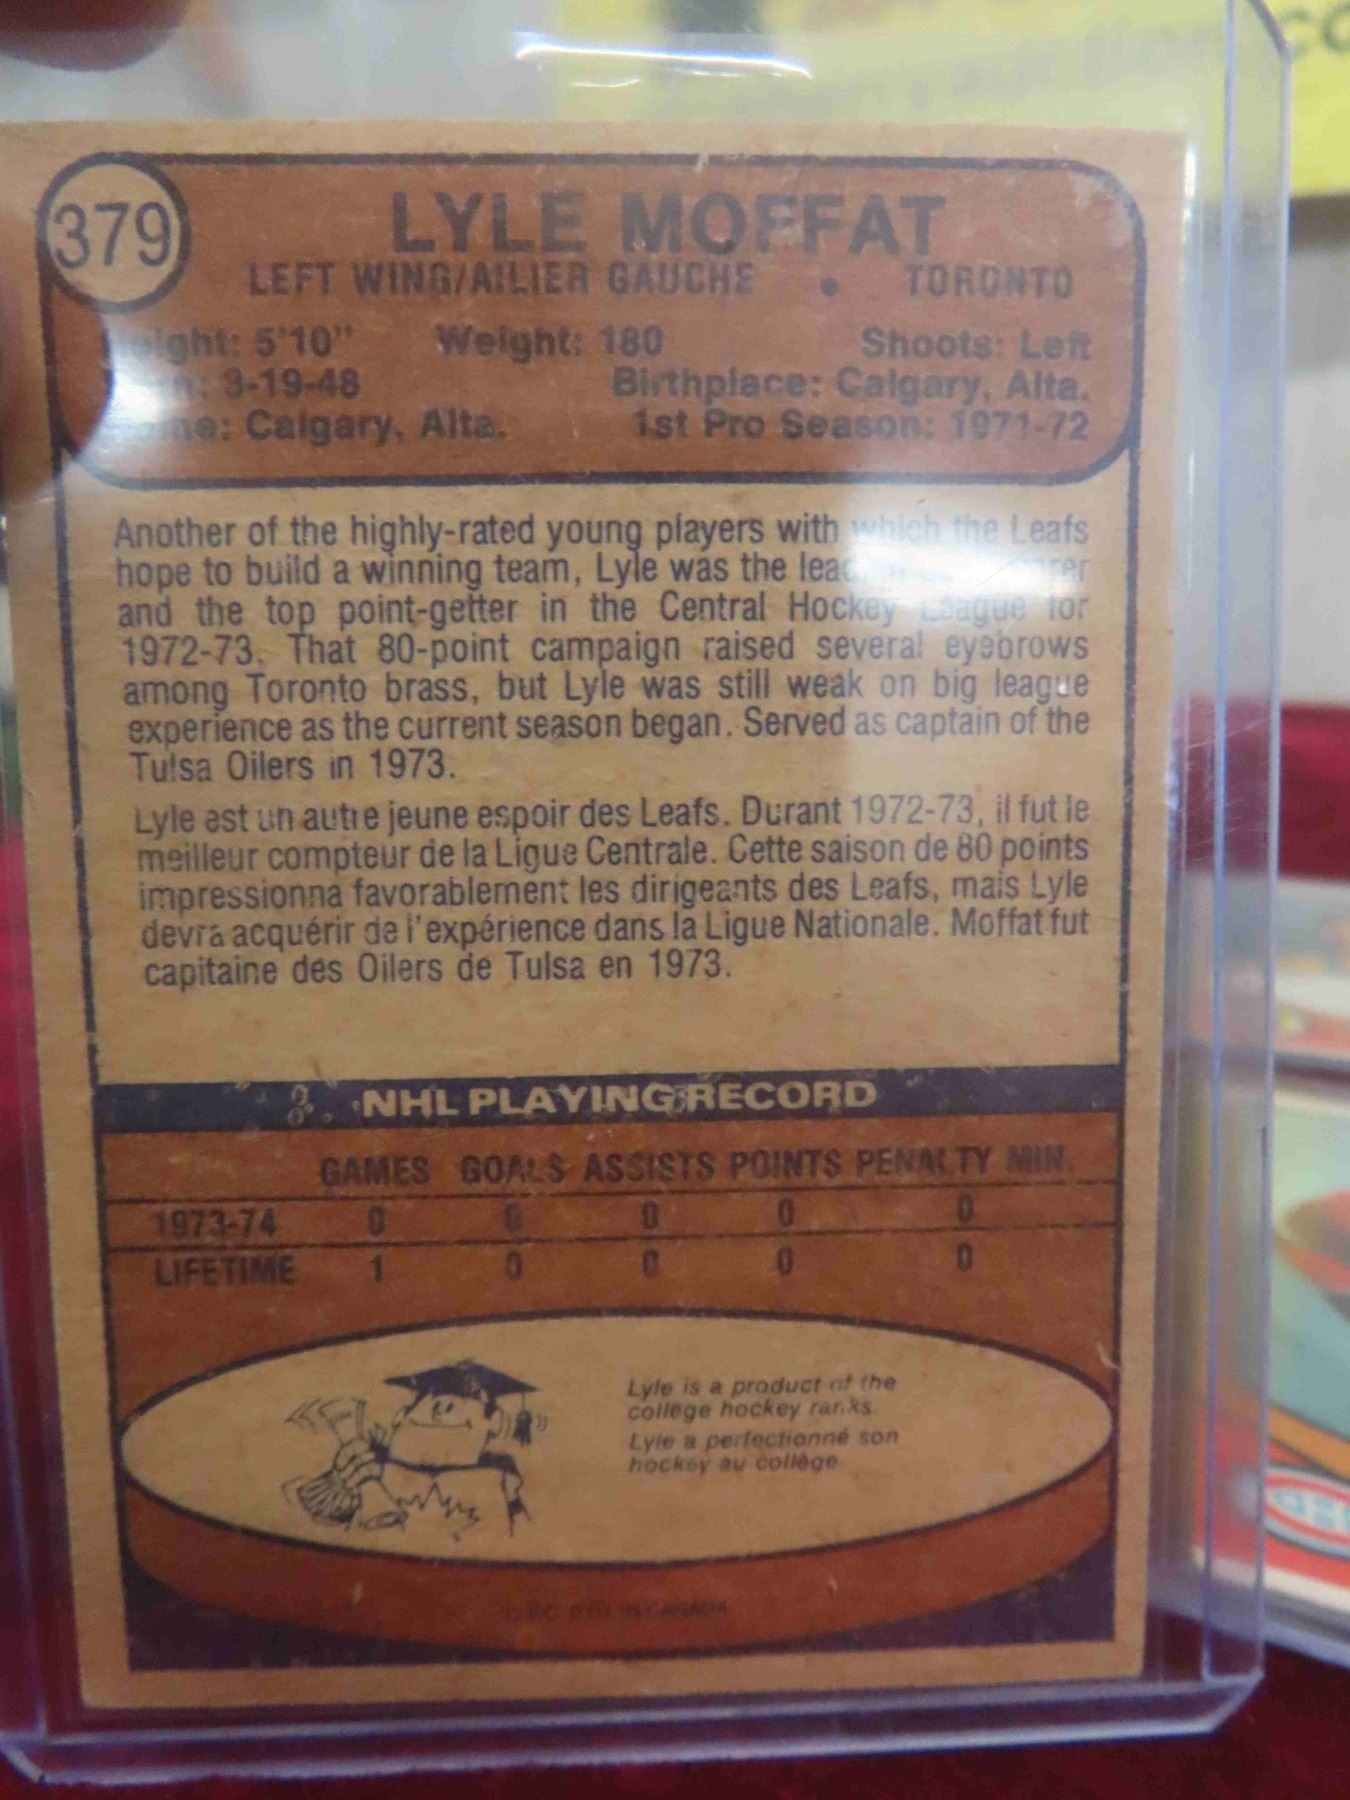 379
LYLE MOFFAT
LEFT WING/AILIER GAUCHE • TORONTO
Height: 5'10" Weight: 180 Shoots: Left
3-19-48 Birthplace: Calgary, Alta.
Home: Calgary, Alta. 1st Pro Season: 1971-72
Another of the highly-rated young players with which the Leafs
hope to build a winning team, Lyle was the
and the top point-getter in the Central Hockey League for
1972-73. That 80-point campaign raised several eyebrows
among Toronto brass, but Lyle was still weak on big league
experience as the current season began. Served as captain of the
Tulsa Oilers in 1973.
Lyle est un autre jeune espoir des Leafs. Durant 1972-73, il fut le
meilleur compteur de la Ligue Centrale. Cette saison de 80 points
impressionna favorablement les dirigeants des Leafs, mais Lyle
devra acquérir de l'expérience dans la Ligue Nationale. Moffat fut
capitaine des Oilers de Tulsa en 1973.
NHL PLAYING RECORD
GAMES GOALS ASSISTS POINTS PENALTY MIN.
1973-74 0 0 0 0 0
LIFETIME 1 0 0 0 0
Lyle is a product of the
college hockey ranks.
Lyle a perfectionné son
hockey au collège
O.P.C. PTD IN CANADA